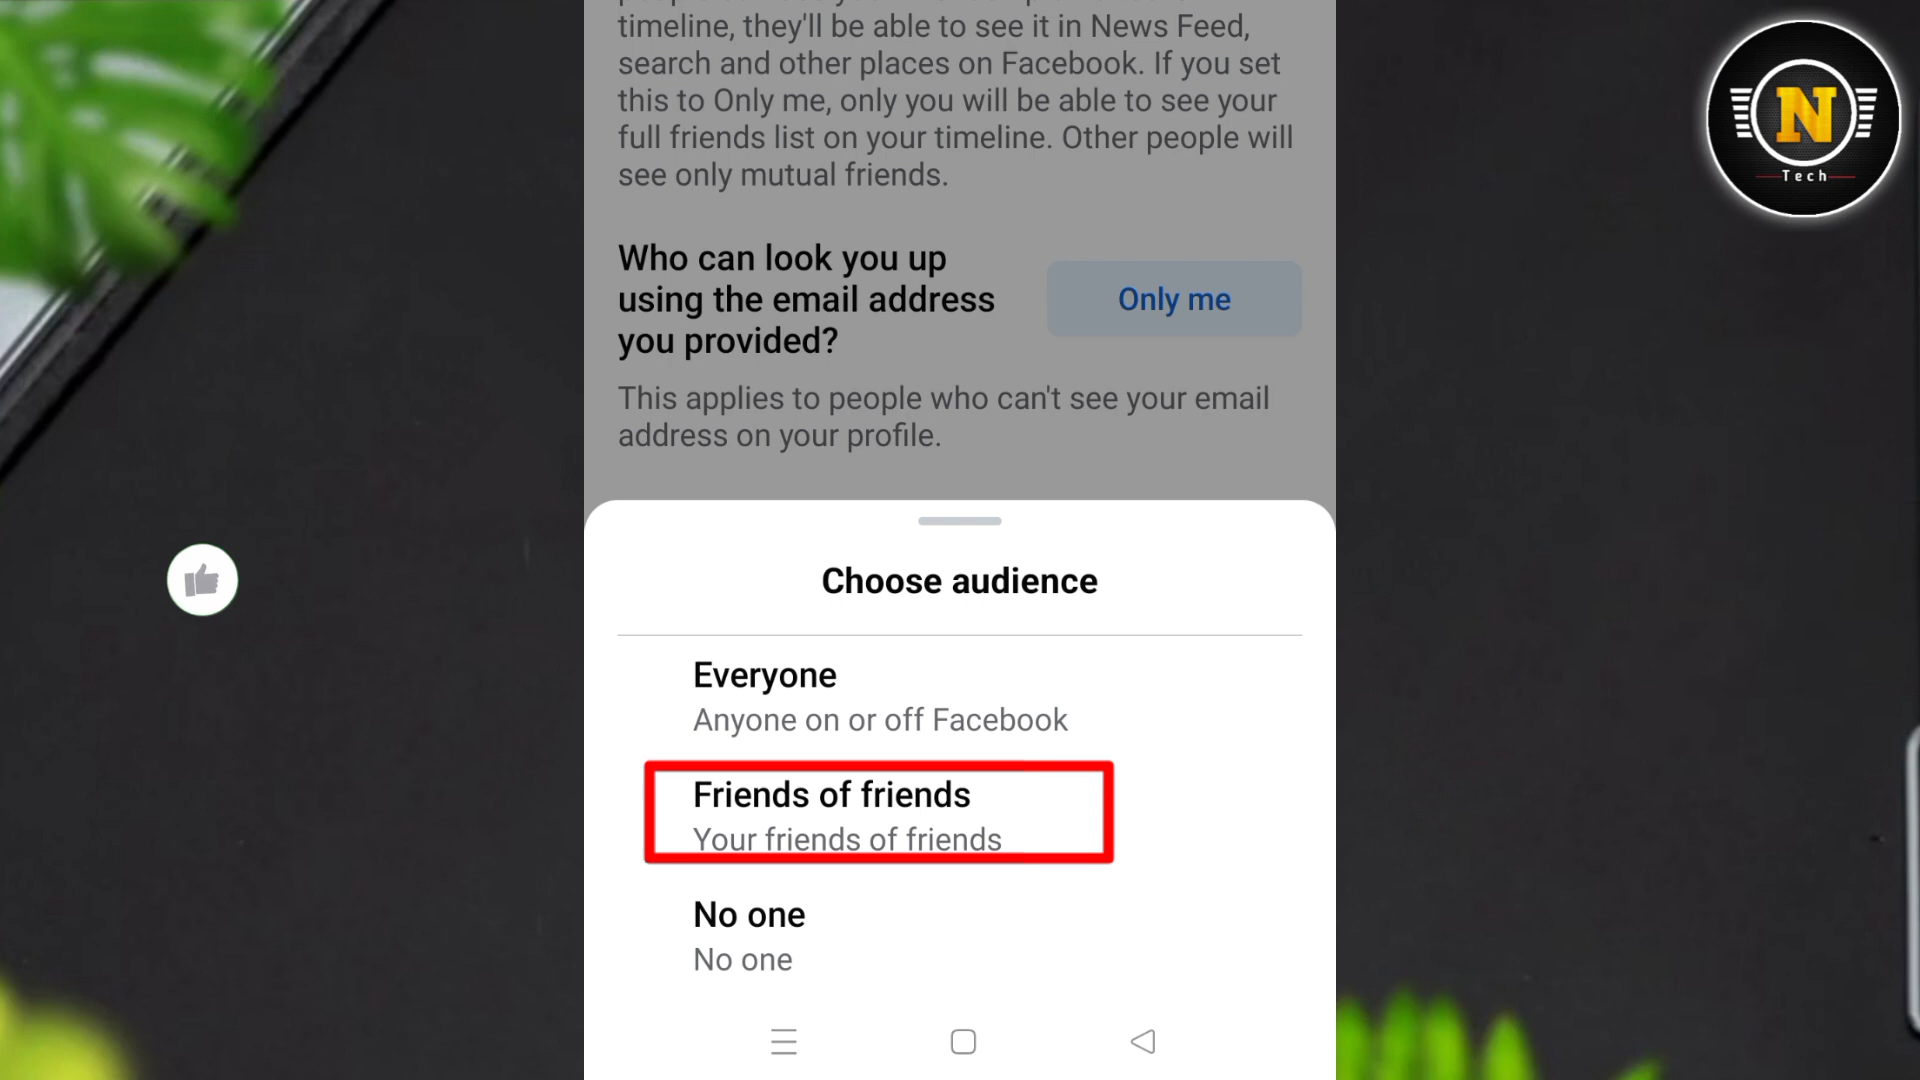 timeline, they'll be able to see it in News Feed,
search and other places on Facebook. If you set
this to Only me, only you will be able to see your
full friends list on your timeline. Other people will
see only mutual friends.
Who can look you up
using the email address
you provided?
Only me
This applies to people who can't see your email
address on your profile.
Choose audience
Everyone
Anyone on or off Facebook
Friends of friends
Your friends of friends
No one
No one
N
Tech